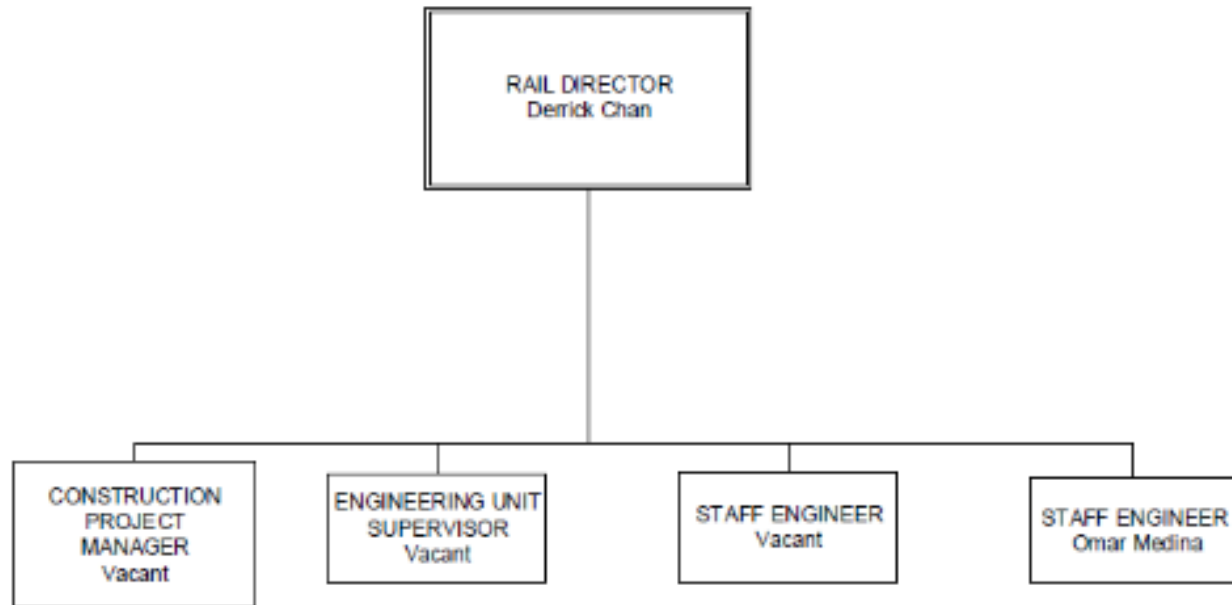 RAIL DIRECTOR
Derrick Chan
CONSTRUCTION
PROJECT
MANAGER
Vacant
ENGINEERING UNIT
SUPERVISOR
Vacant
STAFF ENGINEER
Vacant
STAFF ENGINEER
Omar Medina